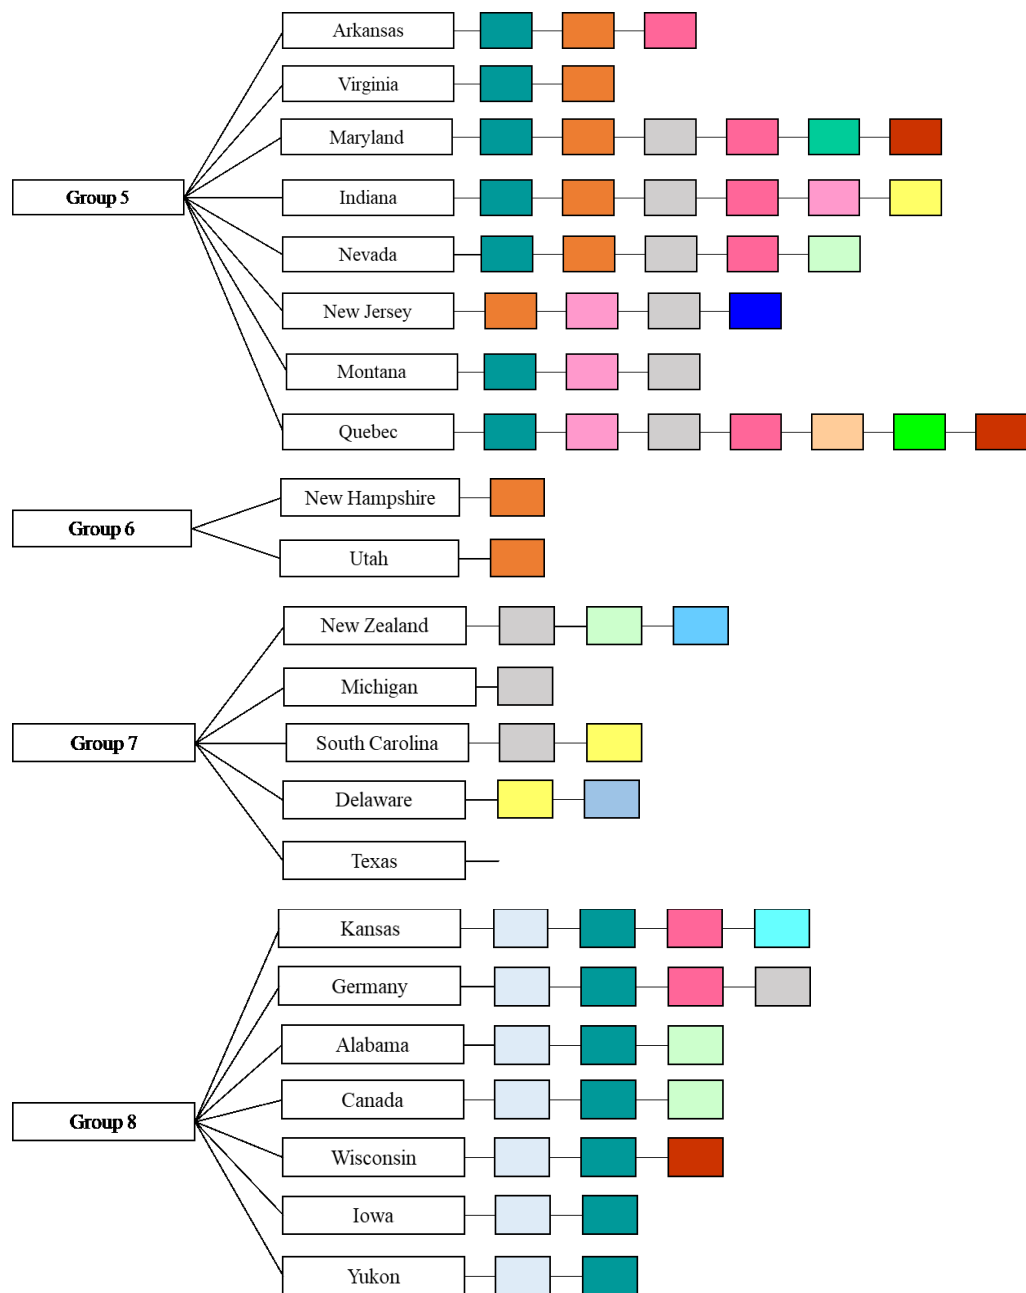 Group 5
Arkansas
Virginia
Maryland
Indiana
Nevada
New Jersey
Montana
Quebec
Group 6
New Hampshire
Utah
Group 7
New Zealand
Michigan
South Carolina
Delaware
Texas
Group 8
Kansas
Germany
Alabama
Canada
Wisconsin
Iowa
Yukon